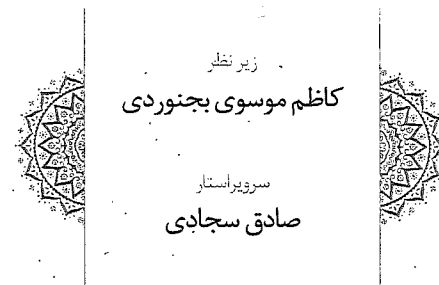 زیر نظر
کاظم موسوی بجنوردی
سرویراستار
صادق سجادی